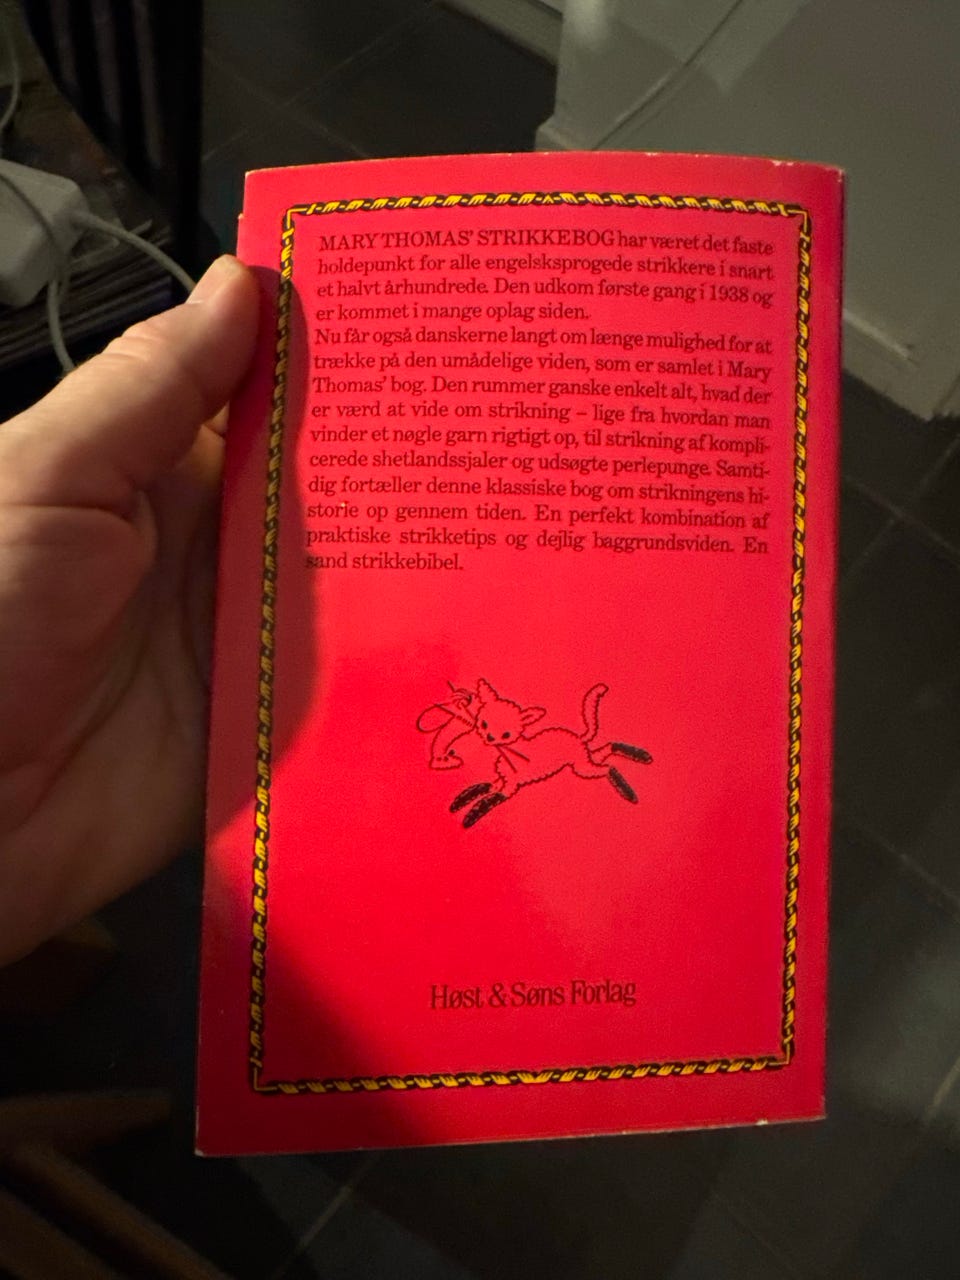 MARY THOMAS' STRIKKEBOG har været det faste
holdepunkt for alle engelsksprogede strikkere i snart
et halvt århundrede. Den udkom første gang i 1938 og
er kommet i mange oplag siden.
Nu får også danskerne langt om længe mulighed for at
trække på den umådelige viden, som er samlet i Mary
Thomas' bog. Den rummer ganske enkelt alt, hvad der
er værd at vide om strikning – lige fra hvordan man
vinder et nøgle garn rigtigt op, til strikning af kompli-
cerede shetlandssjaler og udsøgte perlepunge. Samti-
dig fortæller denne klassiske bog om strikningens hi-
storie op gennem tiden. En perfekt kombination af
praktiske strikketips og dejlig baggrundsviden. En
sand strikkebibel.
Høst & Søns Forlag